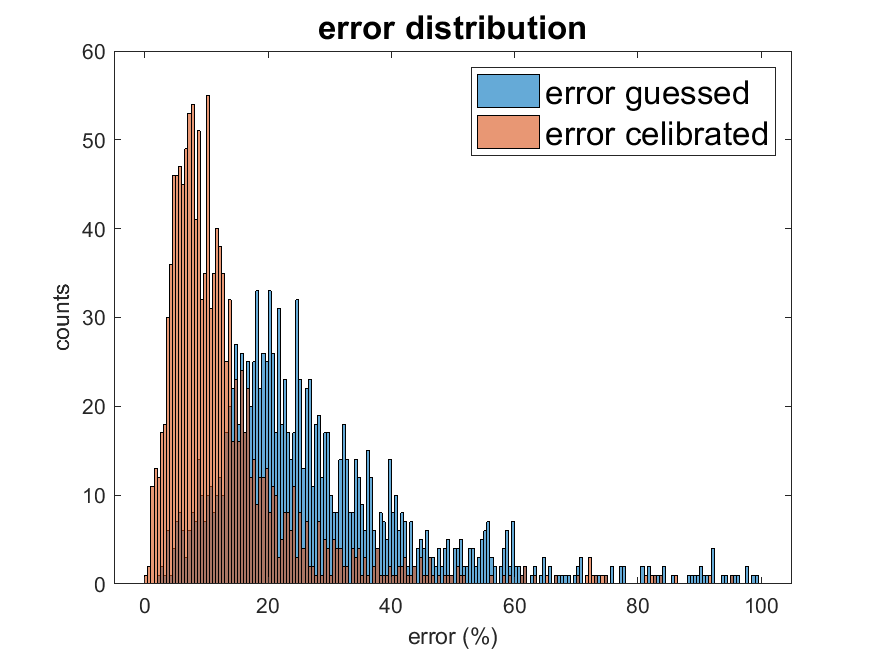 error distribution
60
50
40
30
20
10
0
counts
error guessed
error celibrated
0 20 40 60 80 100
error (%)